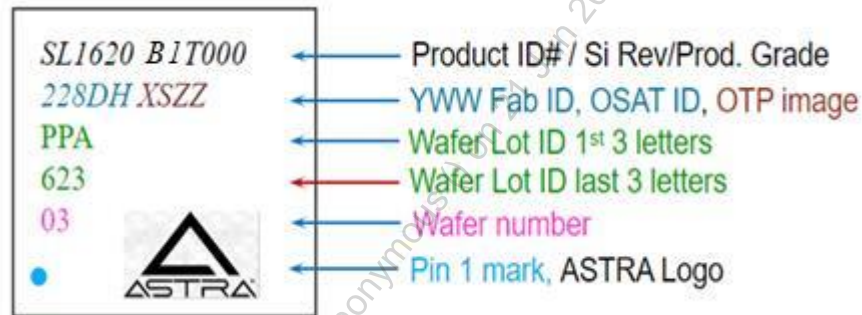 SL1620 B1T000 Product ID# / Si Rev/Prod. Grade
228DH XSZZ YWW Fab ID, OSAT ID, OTP image
PPA Wafer Lot ID 1st 3 letters
623 Wafer Lot ID last 3 letters
03 Wafer number
ASTRA Pin 1 mark, ASTRA Logo